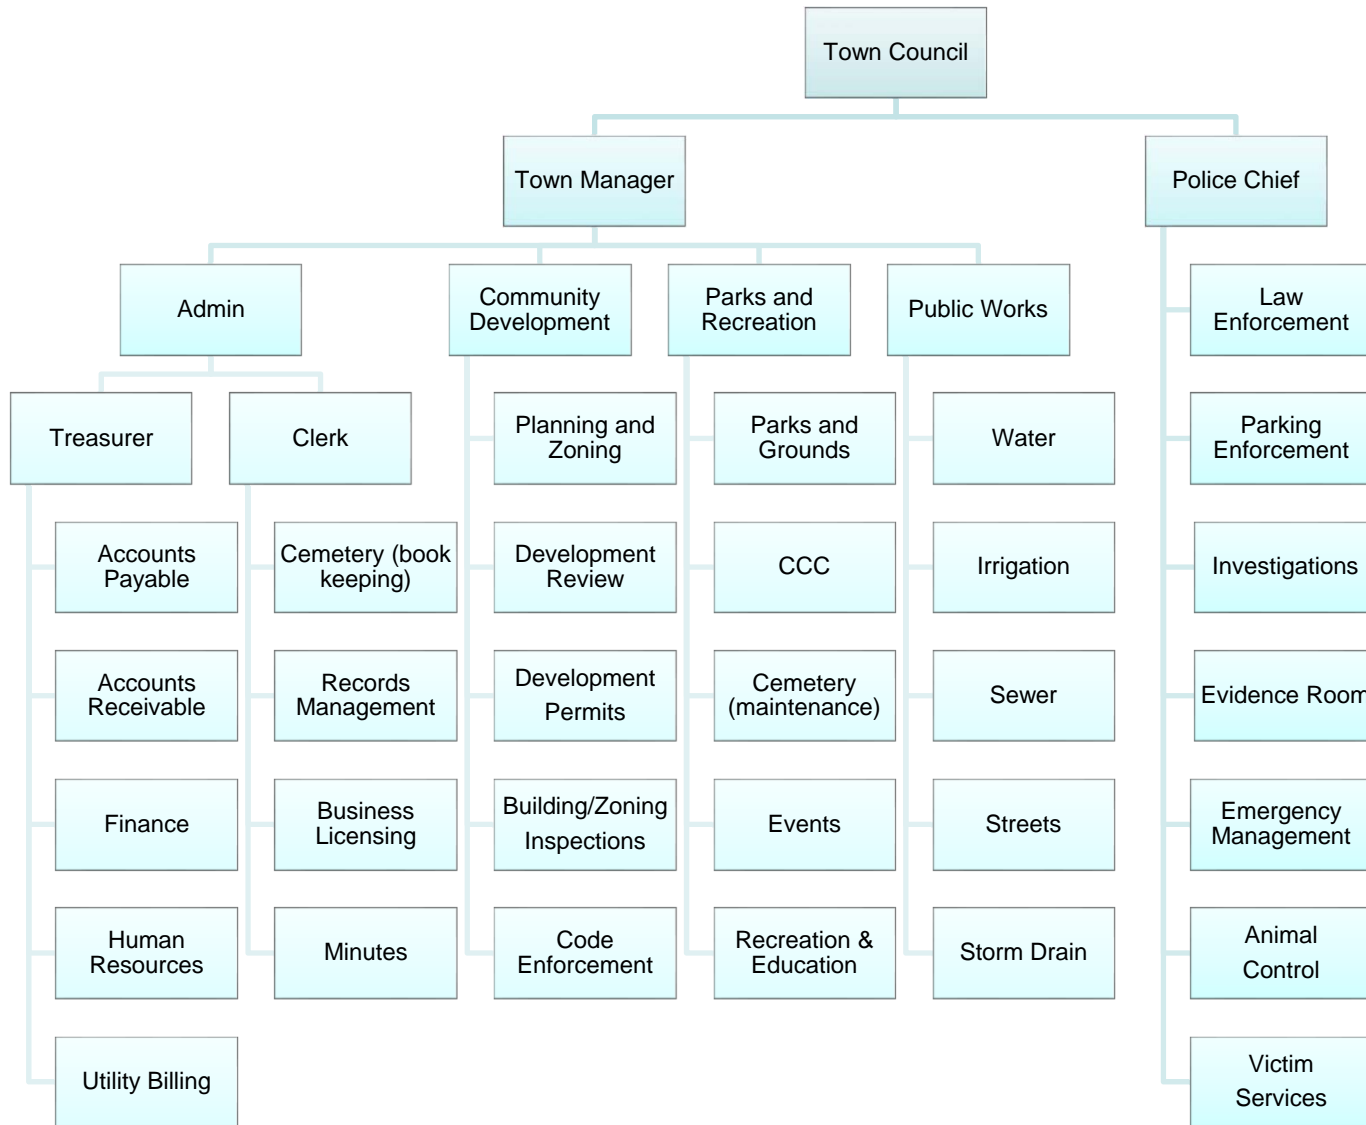 Town Council
Town Manager
Police Chief
Admin
Community
Development
Parks and
Recreation
Public Works
Law
Enforcement
Treasurer
Clerk
Planning and
Zoning
Parks and
Grounds
Water
Parking
Enforcement
Accounts
Payable
Cemetery (book
keeping)
Development
Review
CCC
Irrigation
Investigations
Accounts
Receivable
Records
Management
Development
Permits
Cemetery
(maintenance)
Sewer
Evidence Room
Finance
Business
Licensing
Building/Zoning
Inspections
Events
Streets
Emergency
Management
Human
Resources
Minutes
Code
Enforcement
Recreation &
Education
Storm Drain
Animal
Control
Utility Billing
Victim
Services